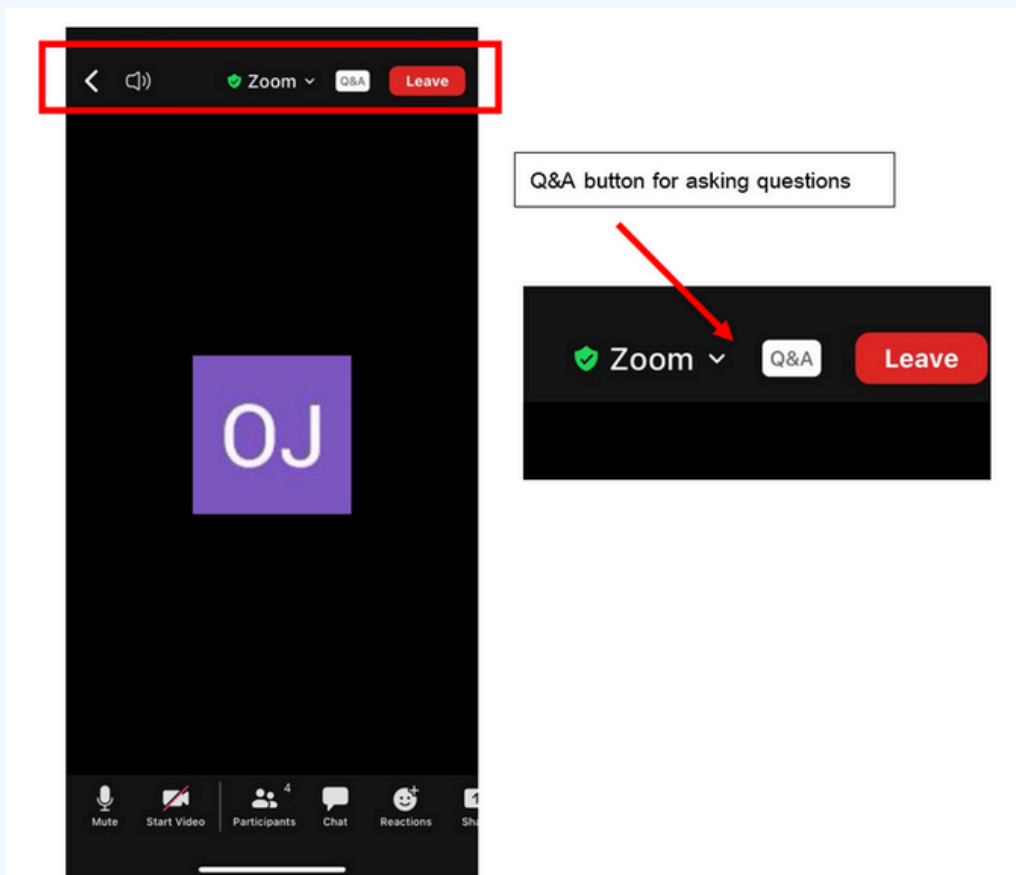 Zoom Q&A Leave
Q&A button for asking questions
Zoom Q&A Leave
OJ
4
Mute Start Video Participants Chat Reactions